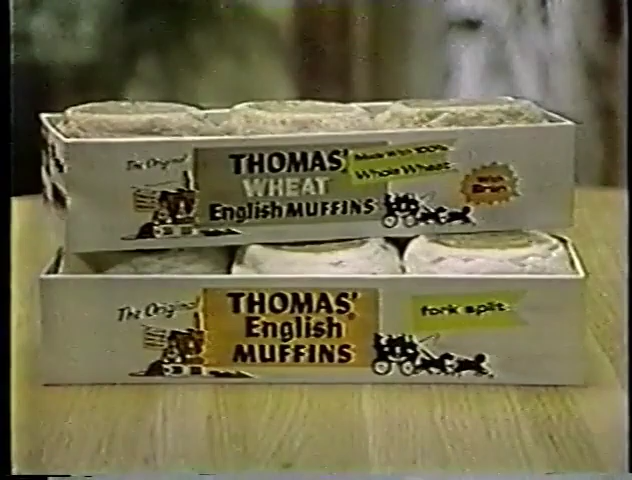 The Original
THOMAS'
WHEAT
English MUFFINS
Made with 100%
Whole Wheat
With
Bran
The Original
THOMAS'
English
MUFFINS
fork split